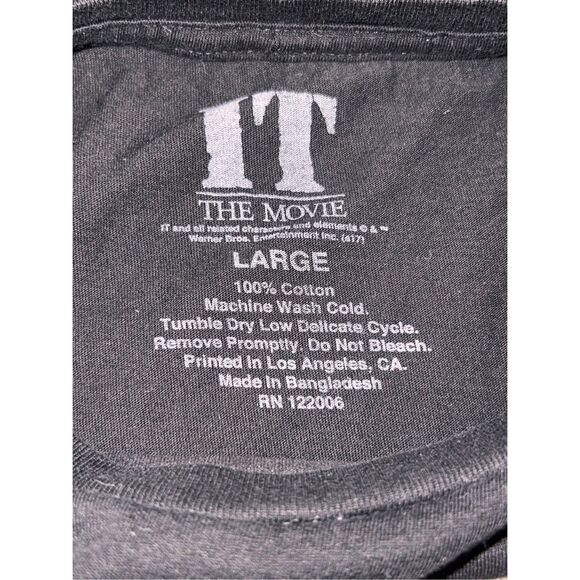 IT
THE MOVIE
IT and all related characters and elements © & ™
Warner Bros. Entertainment Inc. (s17)
LARGE
100% Cotton
Machine Wash Cold.
Tumble Dry Low Delicate Cycle.
Remove Promptly, Do Not Bleach.
Printed In Los Angeles, CA.
Made In Bangladesh
RN 122006